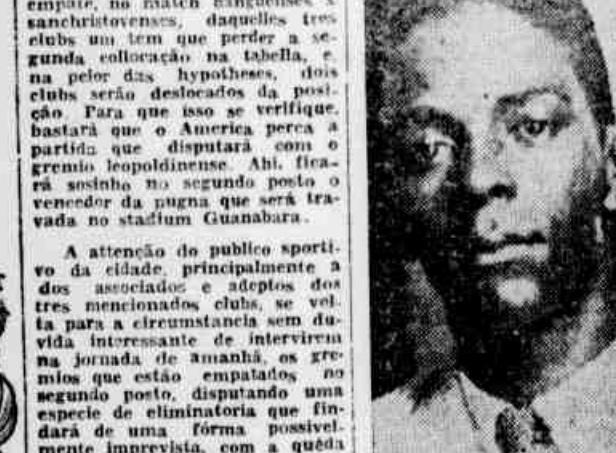 empate, no match banguenses x
sanchristovenses, daquelles tres
clubs um tem que perder a se-
gunda collocação na tabella, e
na peior das hypotheses, dois
clubs serão deslocados da posi-
ção. Para que isso se verifique,
bastará que o America perca a
partida que disputará com o
gremio leopoldinense. Ahi, fica-
rá sosinho no segundo posto o
vencedor da pugna que será tra-
vada no stadium Guanabara.
A attenção do publico sporti-
vo da cidade, principalmente a
dos associados e adeptos dos
tres mencionados clubs, se vol-
ta para a circumstancia sem du-
vida interessante de intervirem
na jornada de amanhã, os gre-
mios que estão empatados no
segundo posto, disputando uma
especie de eliminatoria que fin-
dará de uma fórma possivel-
mente imprevista, com a quéda